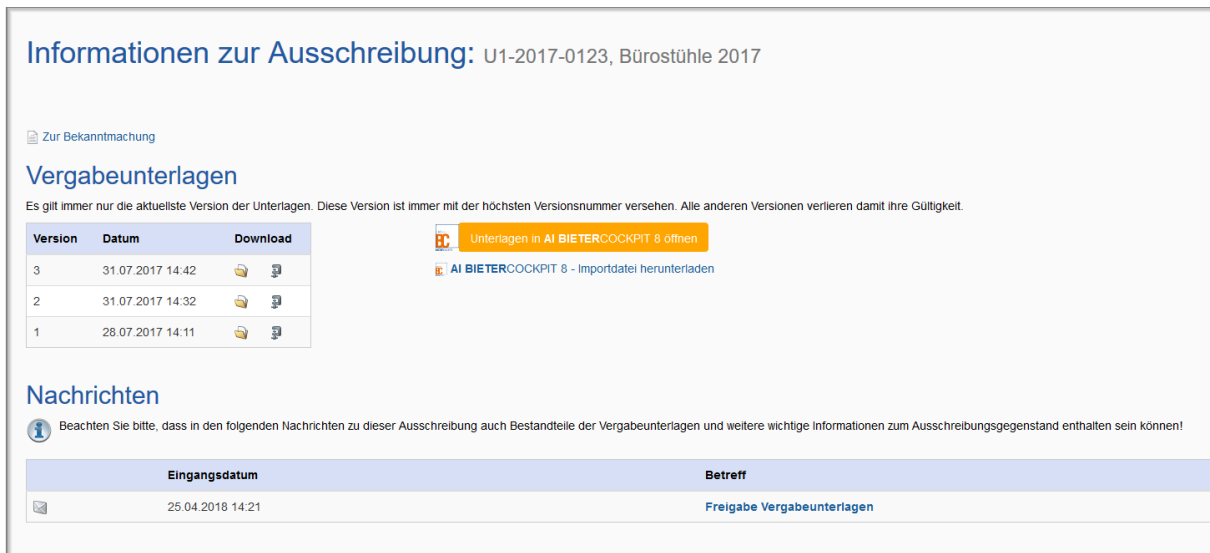 Informationen zur Ausschreibung: U1-2017-0123, Bürostühle 2017
Zur Bekanntmachung
Vergabeunterlagen
Es gilt immer nur die aktuellste Version der Unterlagen. Diese Version ist immer mit der höchsten Versionsnummer versehen. Alle anderen Versionen verlieren damit ihre Gültigkeit.
Version Datum Download
3 31.07.2017 14:42
2 31.07.2017 14:32
1 28.07.2017 14:11
Unterlagen in AI BIETERCOCKPIT 8 öffnen
AI BIETERCOCKPIT 8 - Importdatei herunterladen
Nachrichten
Beachten Sie bitte, dass in den folgenden Nachrichten zu dieser Ausschreibung auch Bestandteile der Vergabeunterlagen und weitere wichtige Informationen zum Ausschreibungsgegenstand enthalten sein können!
Eingangsdatum Betreff
25.04.2018 14:21 Freigabe Vergabeunterlagen